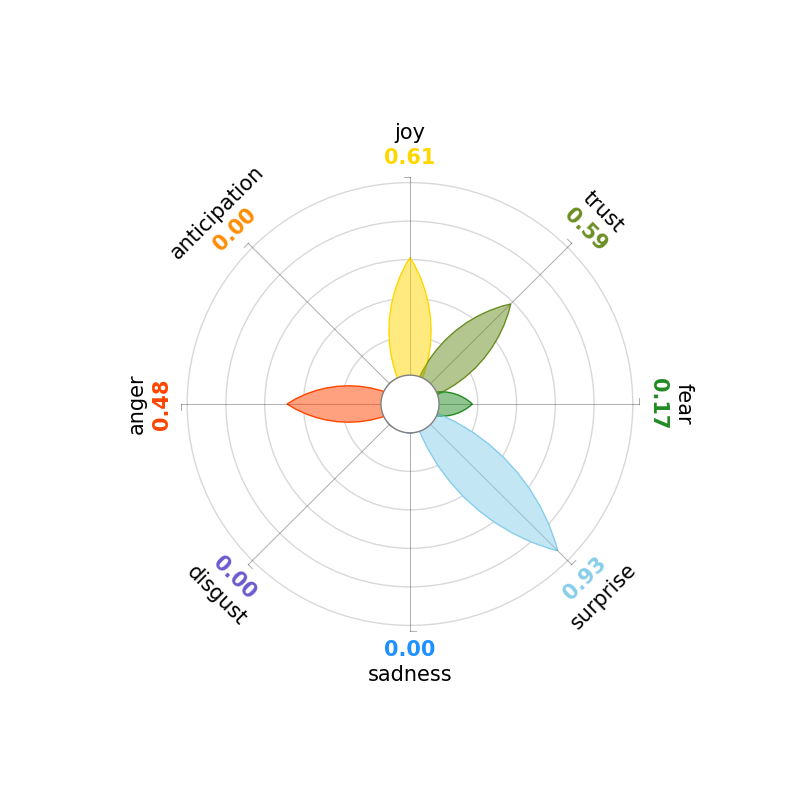 joy
0.61
trust
0.59
fear
0.17
surprise
0.93
sadness
0.00
disgust
0.00
anger
0.48
anticipation
0.00